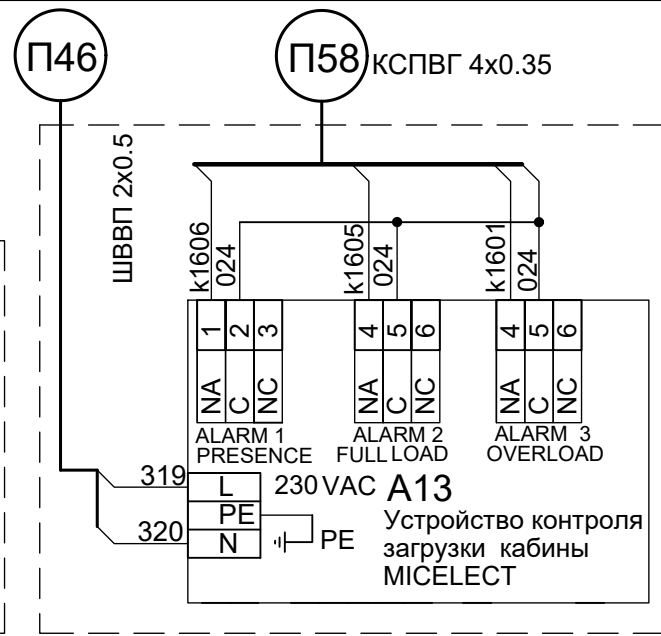 П46
П58
КСПВГ 4x0.35
ШВВП 2x0.5
k1606
024
k1605
024
k1601
024
1 2 3
4 5 6
4 5 6
NA C NC
NA C NC
NA C NC
ALARM 1
PRESENCE
ALARM 2
FULL LOAD
ALARM 3
OVERLOAD
319
L
230 VAC
A13
PE
320
N
PE
Устройство контроля
загрузки кабины
MICELECT